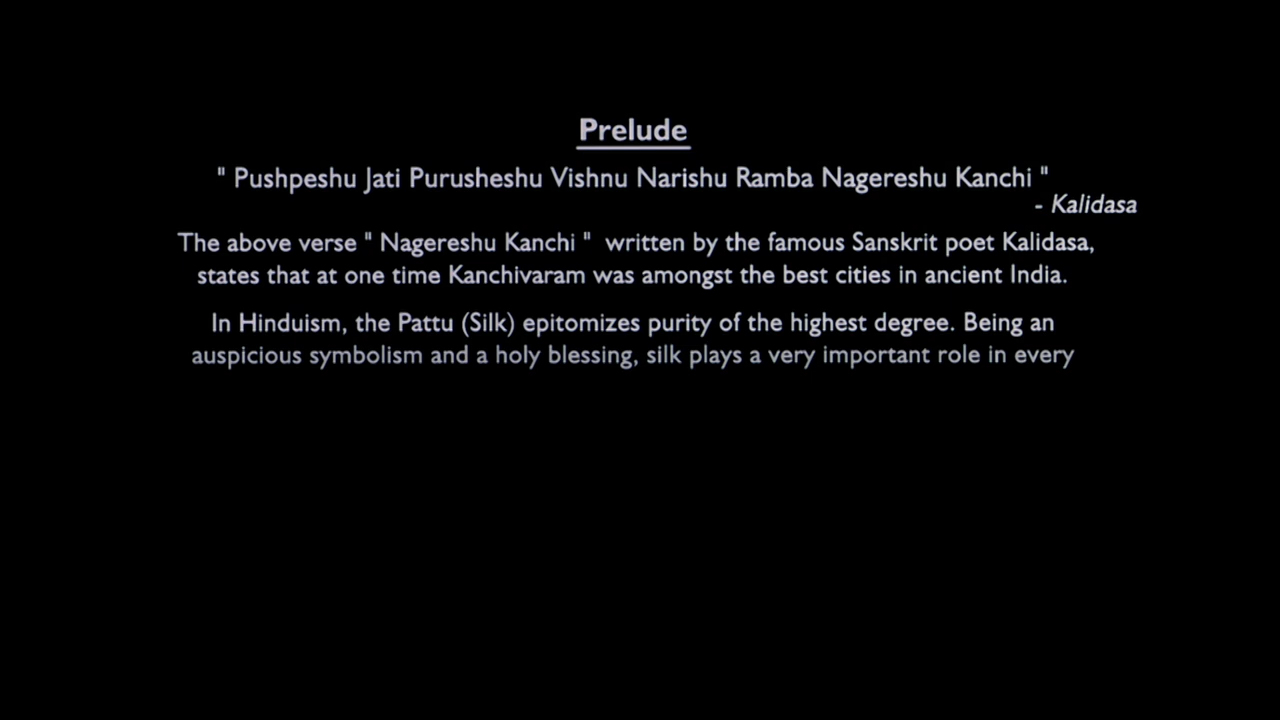 Prelude
" Pushpeshu Jati Purusheshu Vishnu Narishu Ramba Nagereshu Kanchi "
- Kalidasa
The above verse " Nagereshu Kanchi " written by the famous Sanskrit poet Kalidasa,
states that at one time Kanchivaram was amongst the best cities in ancient India.
In Hinduism, the Pattu (Silk) epitomizes purity of the highest degree. Being an
auspicious symbolism and a holy blessing, silk plays a very important role in every